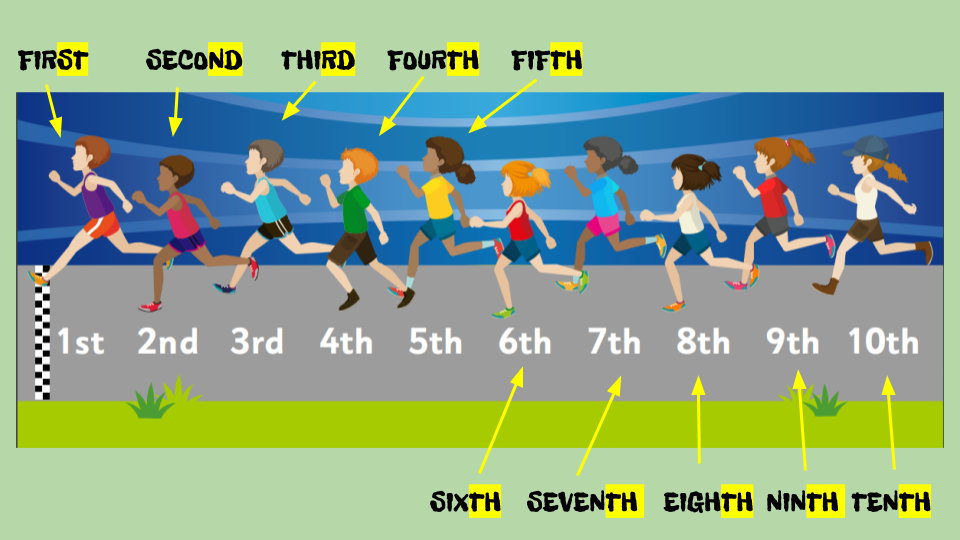 FIRST SECOND THIRD FOURTH FIFTH
1st 2nd 3rd 4th 5th 6th 7th 8th 9th 10th
SIXTH SEVENTH EIGHTH NINTH TENTH